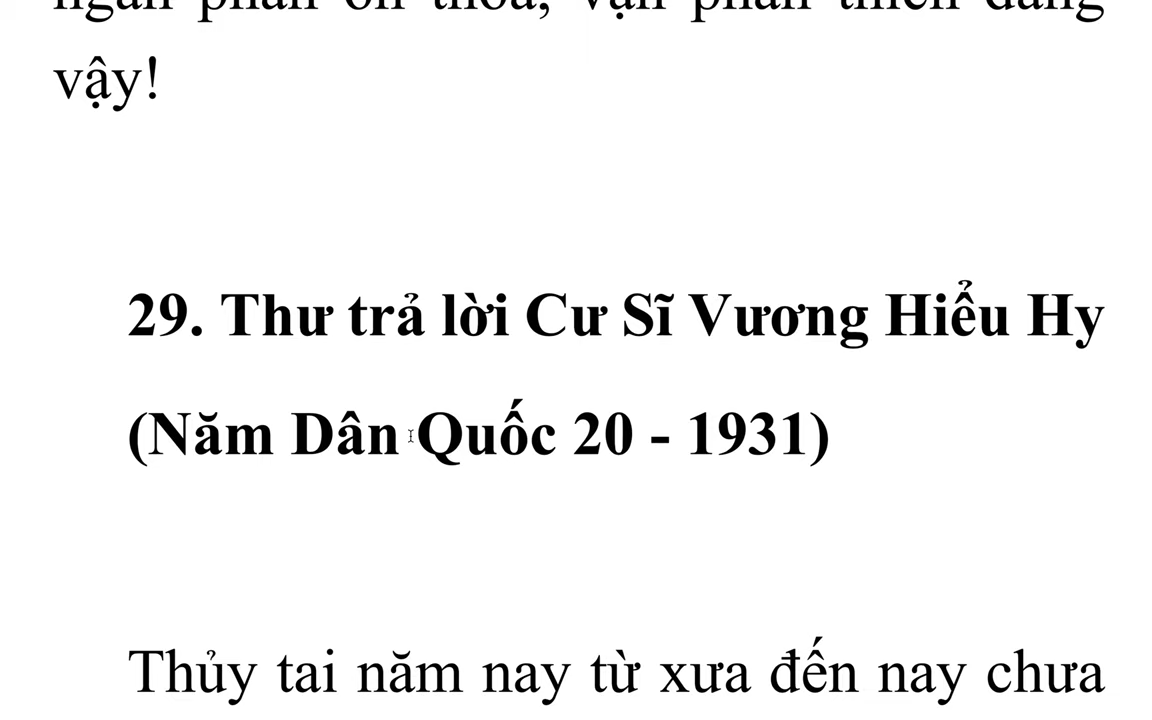 vậy!
29. Thư trả lời Cư Sĩ Vương Hiểu Hy
(Năm Dân Quốc 20 - 1931)
Thủy tai năm nay từ xưa đến nay chưa